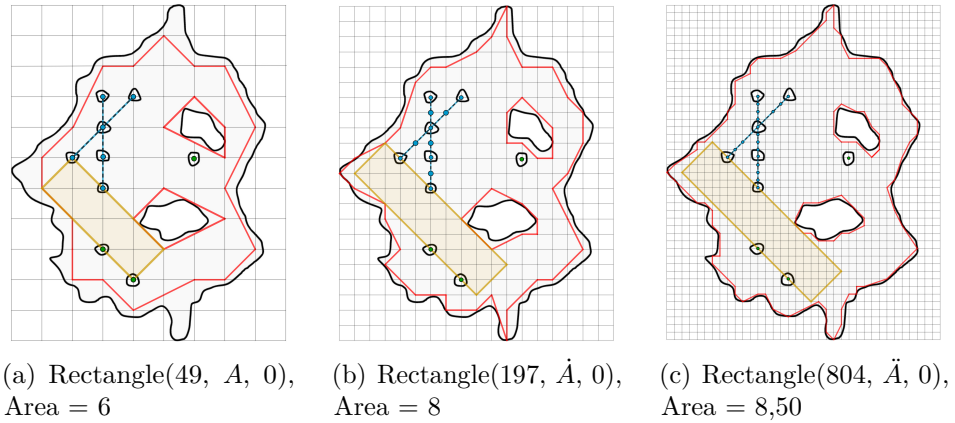 (a) Rectangle(49, A, 0),
Area = 6
(b) Rectangle(197, Ȧ, 0),
Area = 8
(c) Rectangle(804, Ä, 0),
Area = 8,50